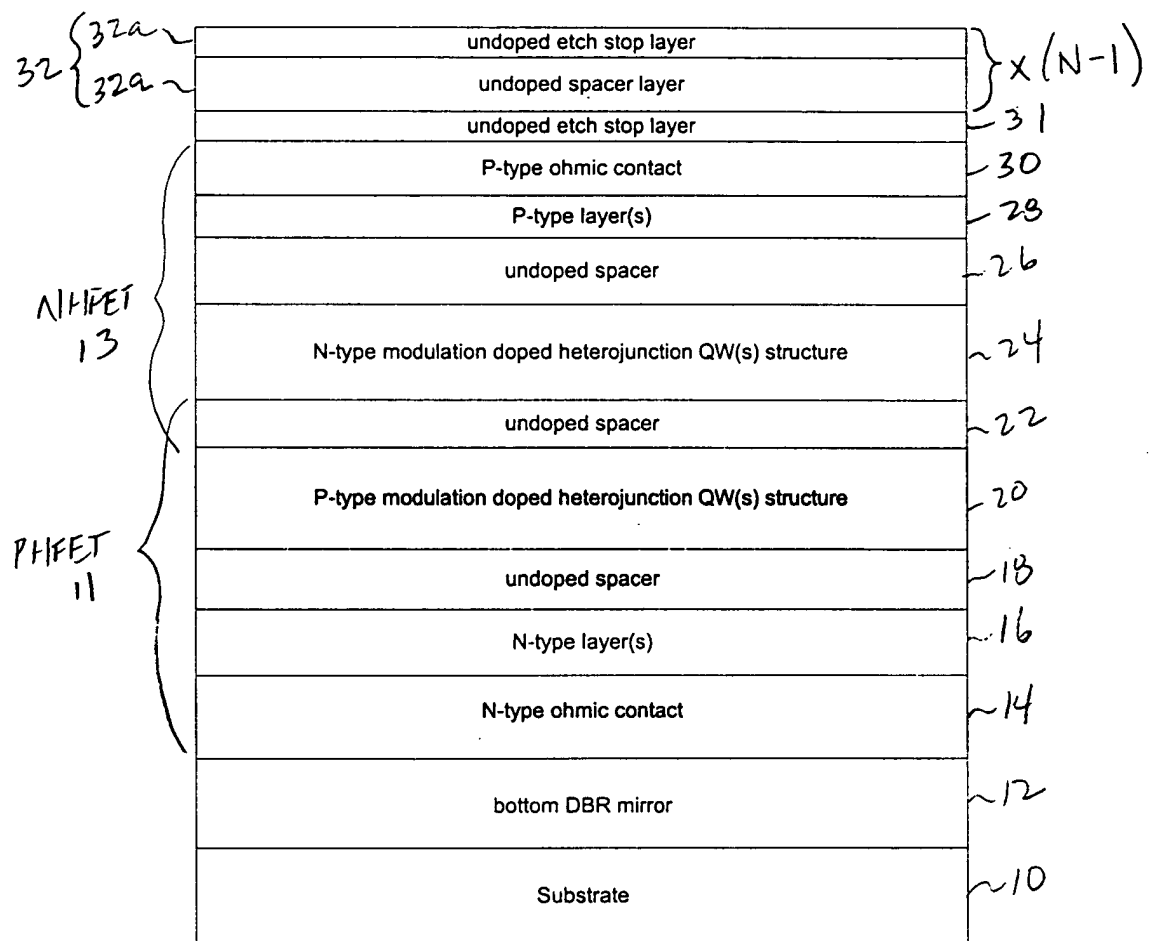 32 { 32a undoped etch stop layer } x (N-1)
32a undoped spacer layer
undoped etch stop layer 31
P-type ohmic contact 30
P-type layer(s) 28
undoped spacer 26
NHFET
13
N-type modulation doped heterojunction QW(s) structure 24
undoped spacer 22
P-type modulation doped heterojunction QW(s) structure 20
PHFET
11
undoped spacer 18
N-type layer(s) 16
N-type ohmic contact 14
bottom DBR mirror 12
Substrate 10